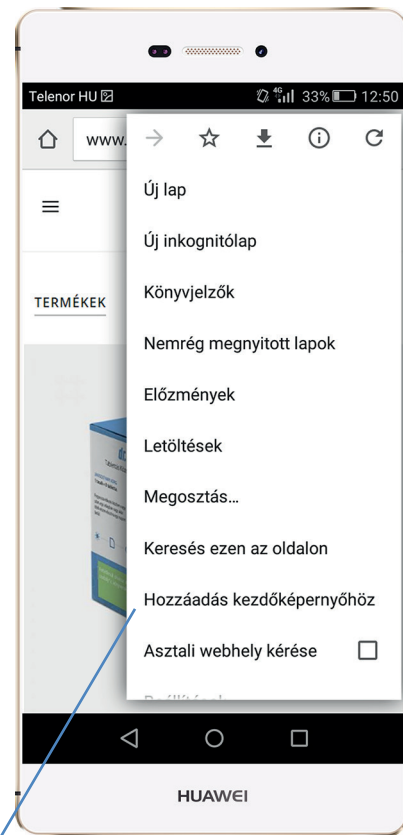 Telenor HU 4G 33% 12:50
www.
Új lap
Új inkognitólap
Könyvjelzők
TERMÉKEK
Nemrég megnyitott lapok
Előzmények
Letöltések
Megosztás...
Keresés ezen az oldalon
Hozzáadás kezdőképernyőhöz
Asztali webhely kérése
HUAWEI